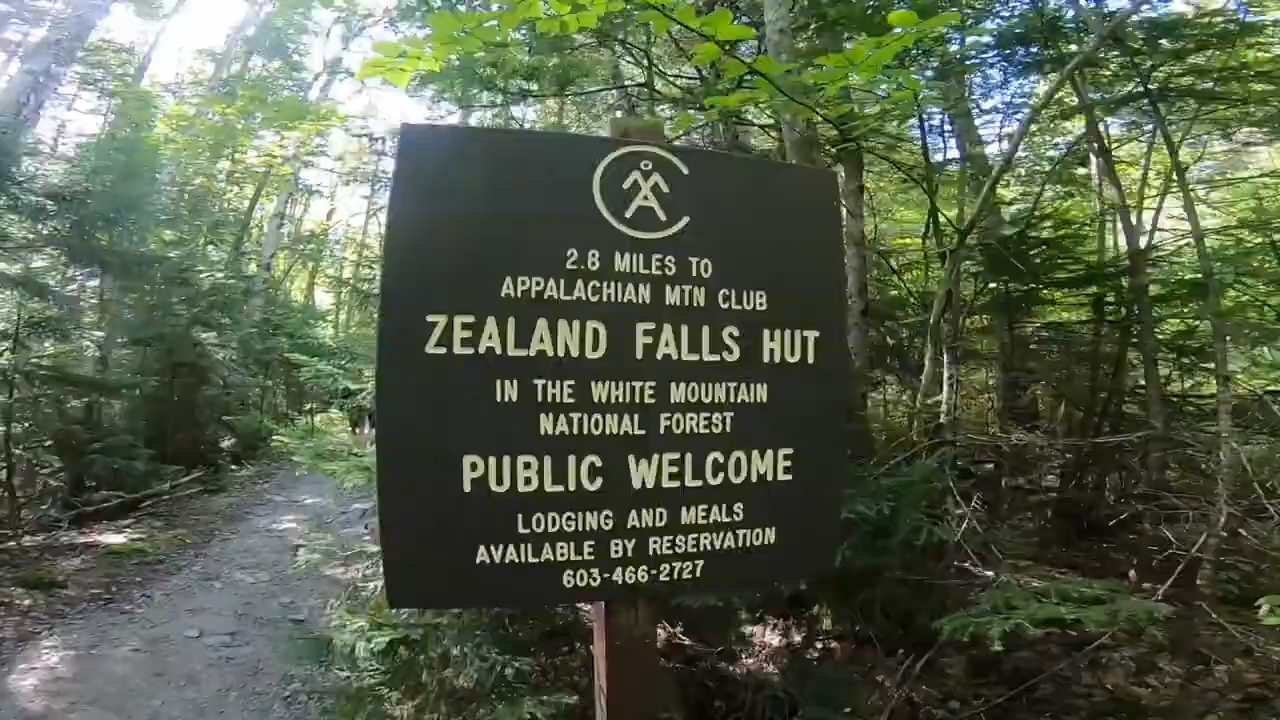 2.8 MILES TO
APPALACHIAN MTN CLUB
ZEALAND FALLS HUT
IN THE WHITE MOUNTAIN
NATIONAL FOREST
PUBLIC WELCOME
LODGING AND MEALS
AVAILABLE BY RESERVATION
603-466-2727